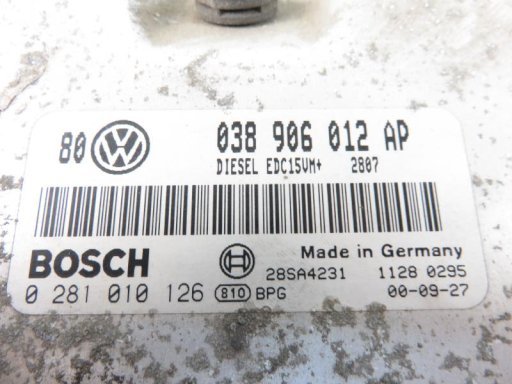 80 VW 038 906 012 AP
DIESEL EDC15VM+ 2807
BOSCH Made in Germany
28SA4231 1128 0295
0 281 010 126 810 BPG 00-09-27